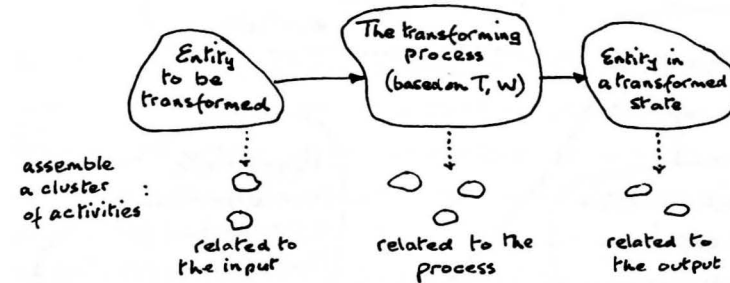 Entity
to be
transformed
The transforming
process
(based on T, W)
Entity in
a transformed
state
assemble
a cluster :
of activities
related to
the input
related to the
process
related to
the output